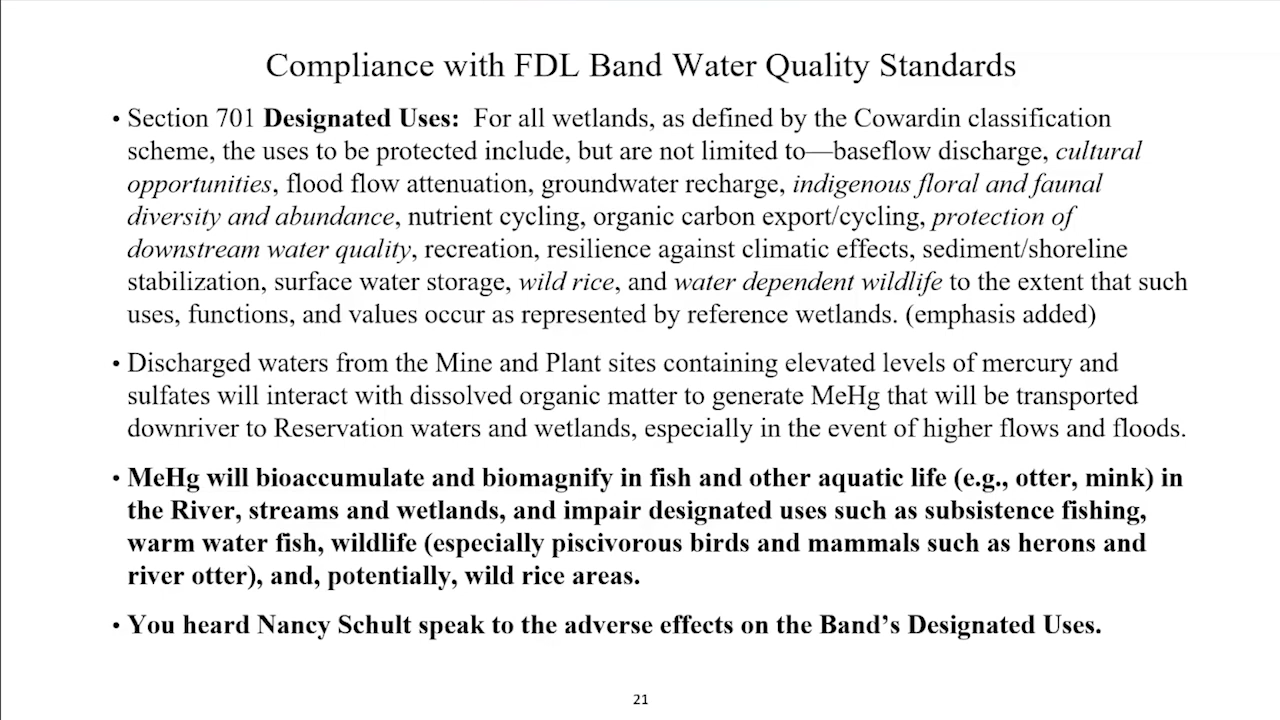 Compliance with FDL Band Water Quality Standards
• Section 701 Designated Uses: For all wetlands, as defined by the Cowardin classification
scheme, the uses to be protected include, but are not limited to—baseflow discharge, cultural
opportunities, flood flow attenuation, groundwater recharge, indigenous floral and faunal
diversity and abundance, nutrient cycling, organic carbon export/cycling, protection of
downstream water quality, recreation, resilience against climatic effects, sediment/shoreline
stabilization, surface water storage, wild rice, and water dependent wildlife to the extent that such
uses, functions, and values occur as represented by reference wetlands. (emphasis added)
• Discharged waters from the Mine and Plant sites containing elevated levels of mercury and
sulfates will interact with dissolved organic matter to generate MeHg that will be transported
downriver to Reservation waters and wetlands, especially in the event of higher flows and floods.
• MeHg will bioaccumulate and biomagnify in fish and other aquatic life (e.g., otter, mink) in
the River, streams and wetlands, and impair designated uses such as subsistence fishing,
warm water fish, wildlife (especially piscivorous birds and mammals such as herons and
river otter), and, potentially, wild rice areas.
• You heard Nancy Schult speak to the adverse effects on the Band’s Designated Uses.
21